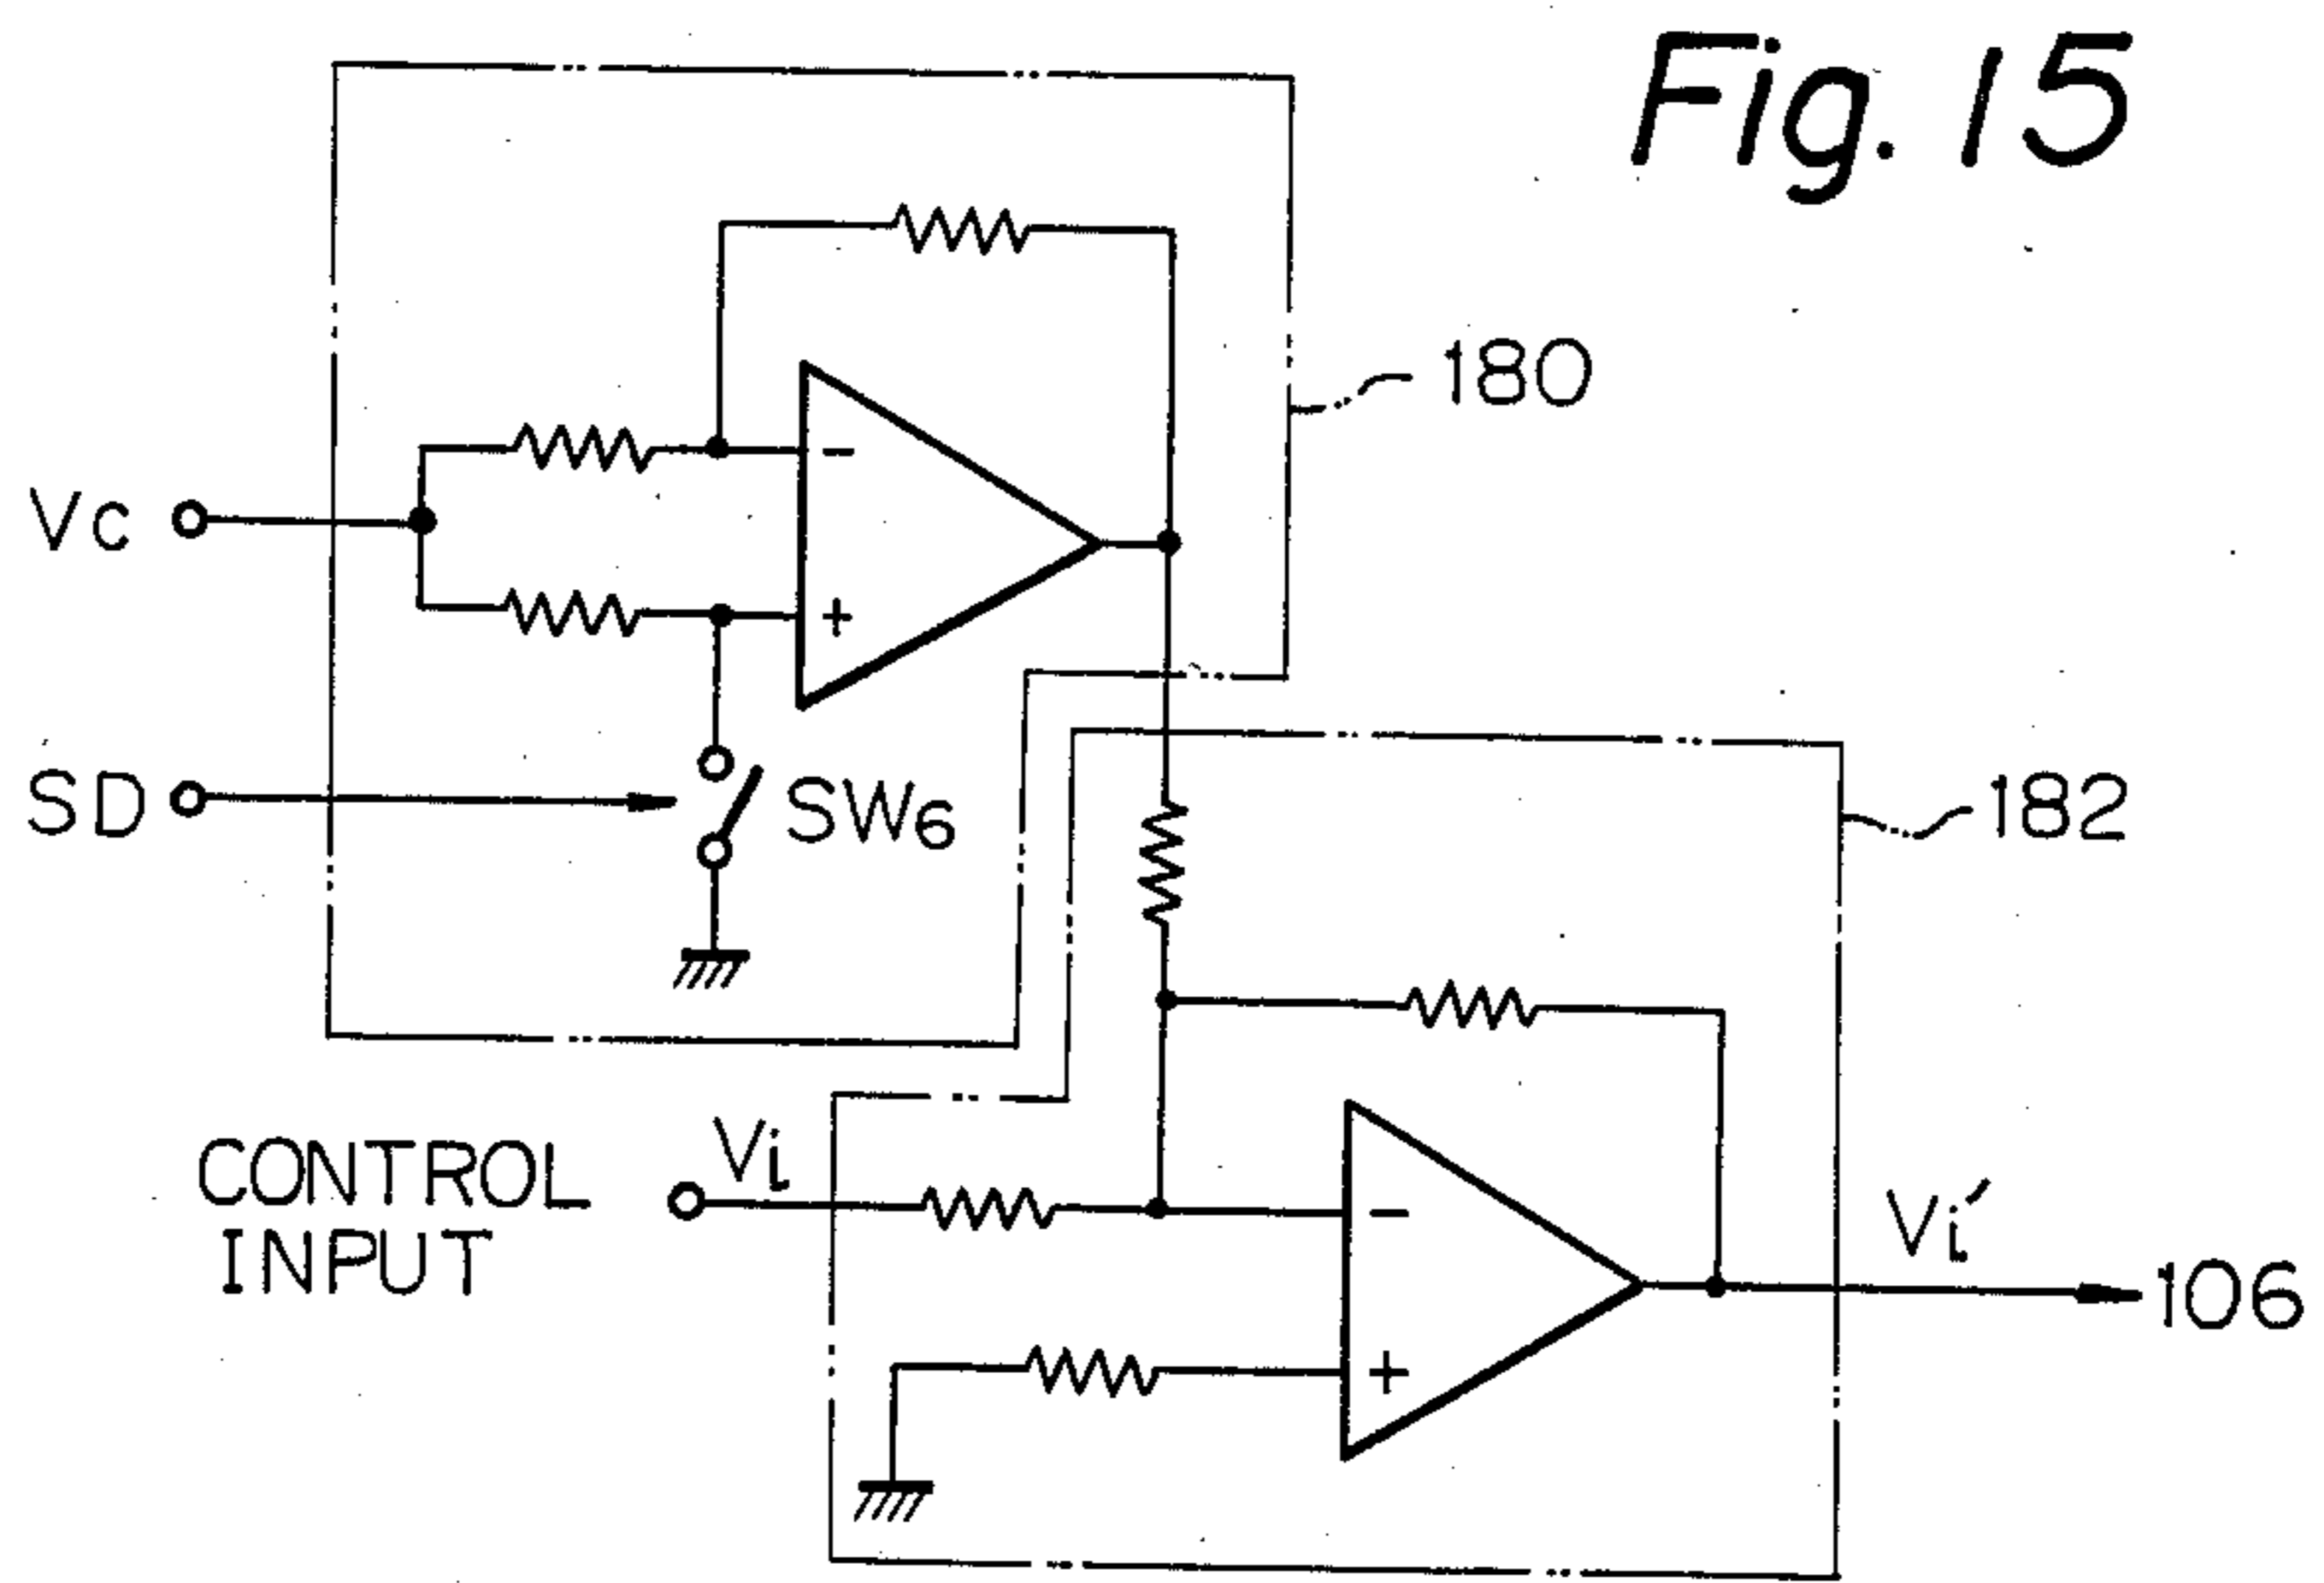 Fig. 15
180
-
Vc
+
SD
SW6
182
CONTROL
INPUT
Vi
-
Vi'
106
+